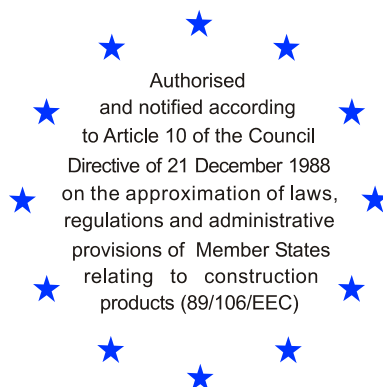 Authorised
and notified according
to Article 10 of the Council
Directive of 21 December 1988
on the approximation of laws,
regulations and administrative
provisions of Member States
relating to construction
products (89/106/EEC)